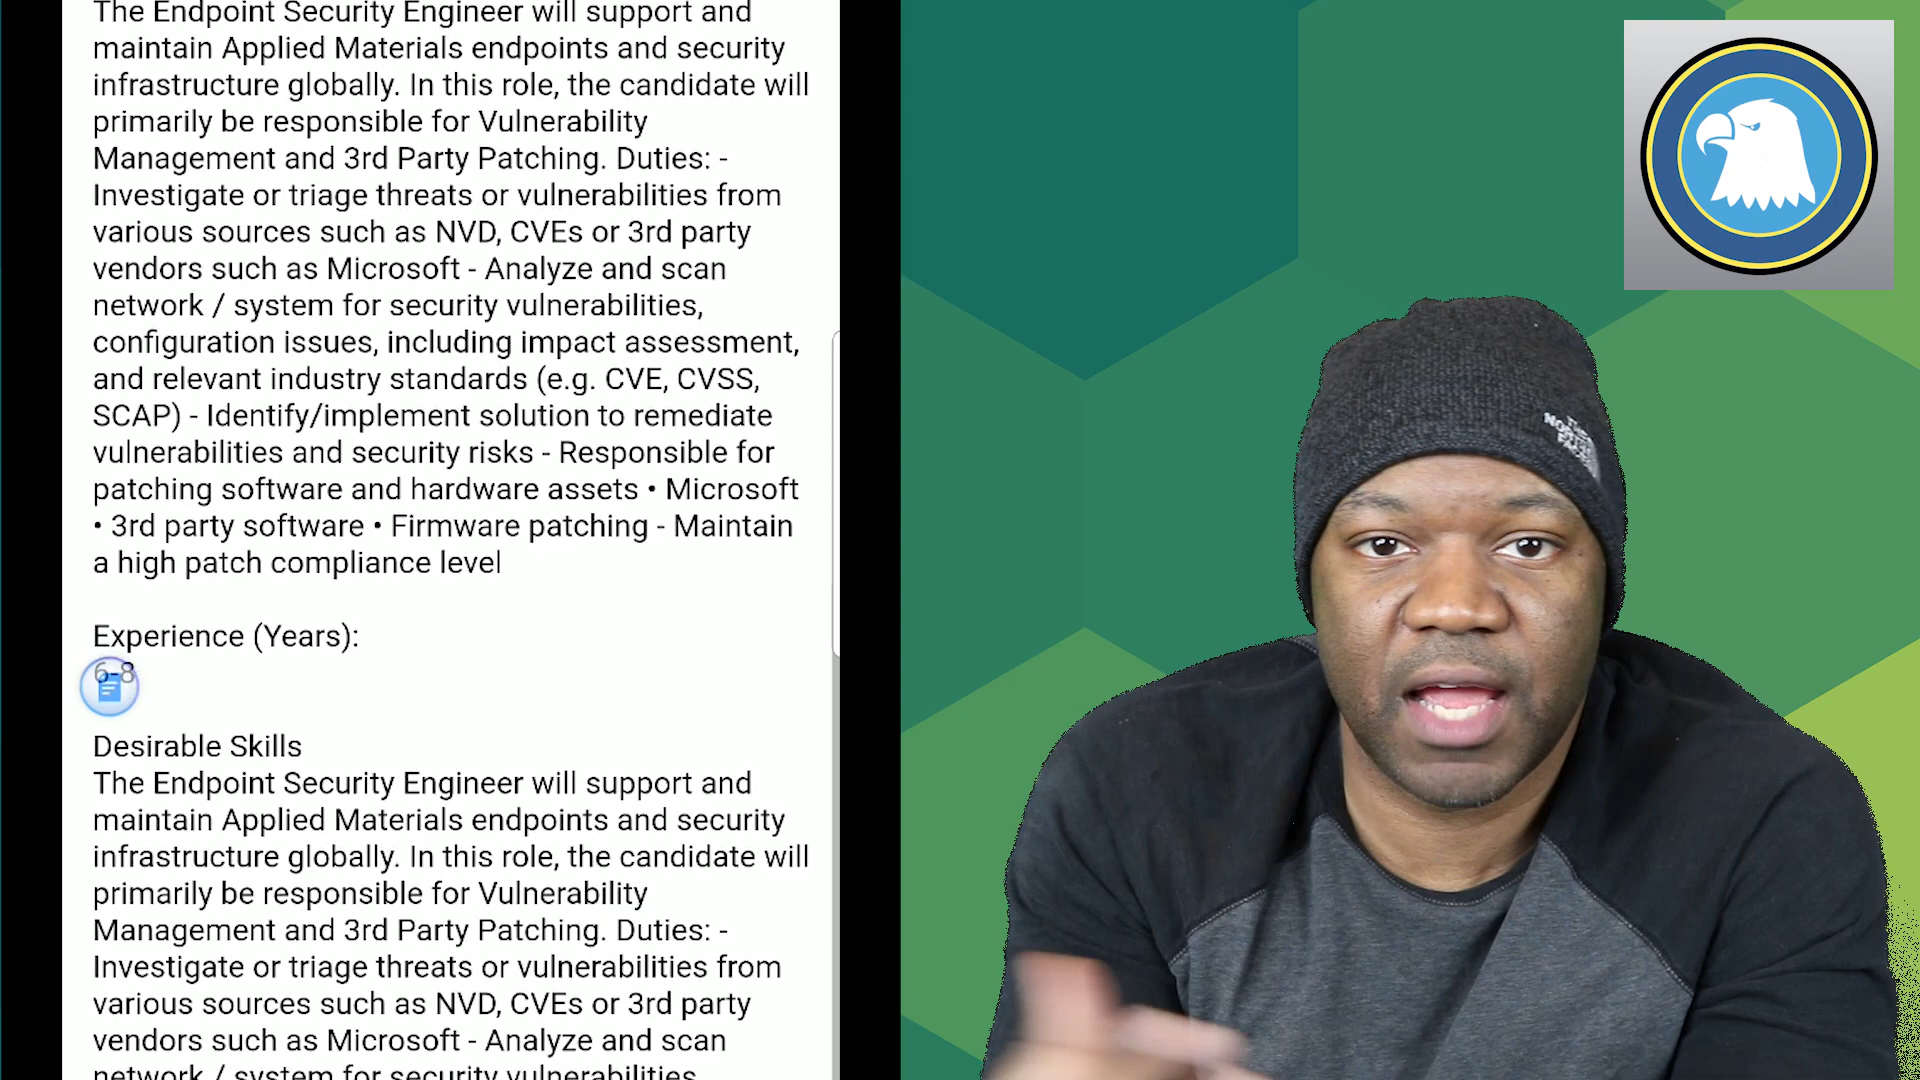 The Endpoint Security Engineer will support and
maintain Applied Materials endpoints and security
infrastructure globally. In this role, the candidate will
primarily be responsible for Vulnerability
Management and 3rd Party Patching. Duties: -
Investigate or triage threats or vulnerabilities from
various sources such as NVD, CVEs or 3rd party
vendors such as Microsoft - Analyze and scan
network / system for security vulnerabilities,
configuration issues, including impact assessment,
and relevant industry standards (e.g. CVE, CVSS,
SCAP) - Identify/implement solution to remediate
vulnerabilities and security risks - Responsible for
patching software and hardware assets • Microsoft
• 3rd party software • Firmware patching - Maintain
a high patch compliance level
Experience (Years):
6-8
Desirable Skills
The Endpoint Security Engineer will support and
maintain Applied Materials endpoints and security
infrastructure globally. In this role, the candidate will
primarily be responsible for Vulnerability
Management and 3rd Party Patching. Duties: -
Investigate or triage threats or vulnerabilities from
various sources such as NVD, CVEs or 3rd party
vendors such as Microsoft - Analyze and scan
network / system for security vulnerabilities,
THE
NORTH
FACE